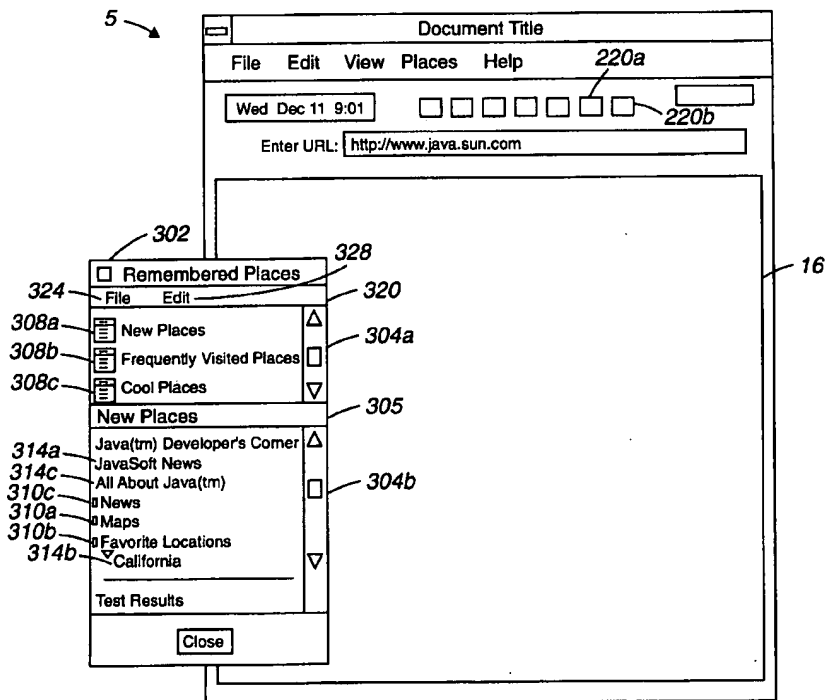 5
Document Title
File Edit View Places Help
220a
Wed Dec 11 9:01
220b
Enter URL: http://www.java.sun.com
302
328
16
Remembered Places
324
File Edit
320
308a
New Places
304a
308b
Frequently Visited Places
308c
Cool Places
New Places
305
Java(tm) Developer's Corner
314a
JavaSoft News
314c
All About Java(tm)
304b
310c
News
310a
Maps
310b
Favorite Locations
314b
California
Test Results
Close